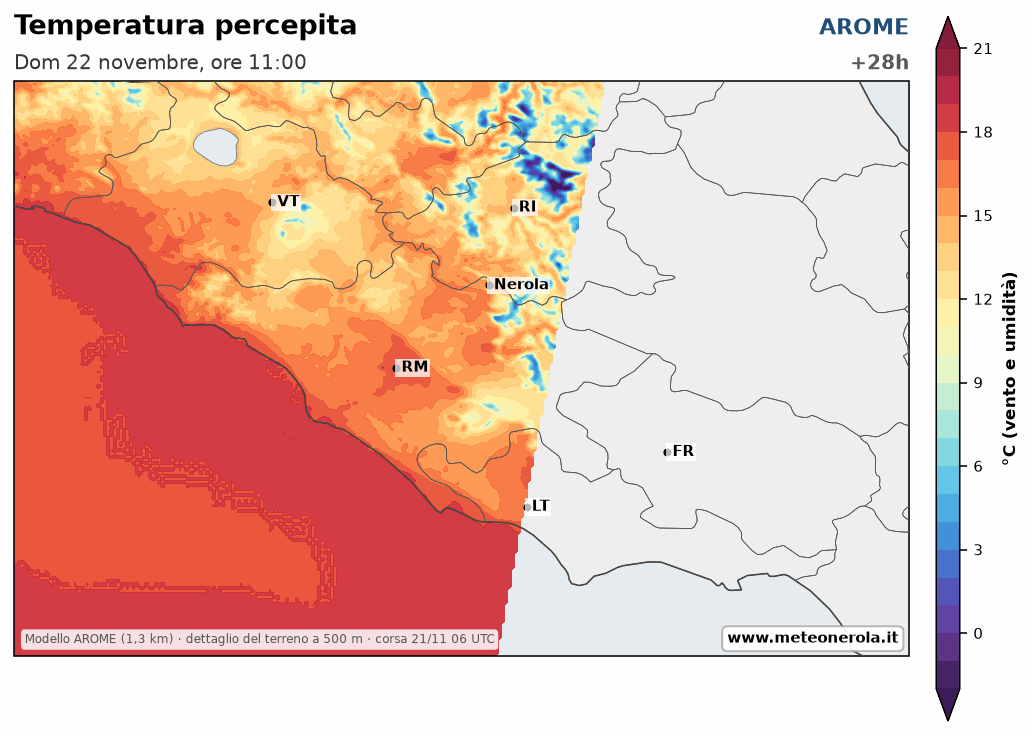 Temperatura percepita
AROME
Dom 22 novembre, ore 11:00
+28h
VT
RI
Nerola
RM
FR
LT
Modello AROME (1,3 km) · dettaglio del terreno a 500 m · corsa 21/11 06 UTC
www.meteonerola.it
21
18
15
12
9
6
3
0
°C (vento e umidità)